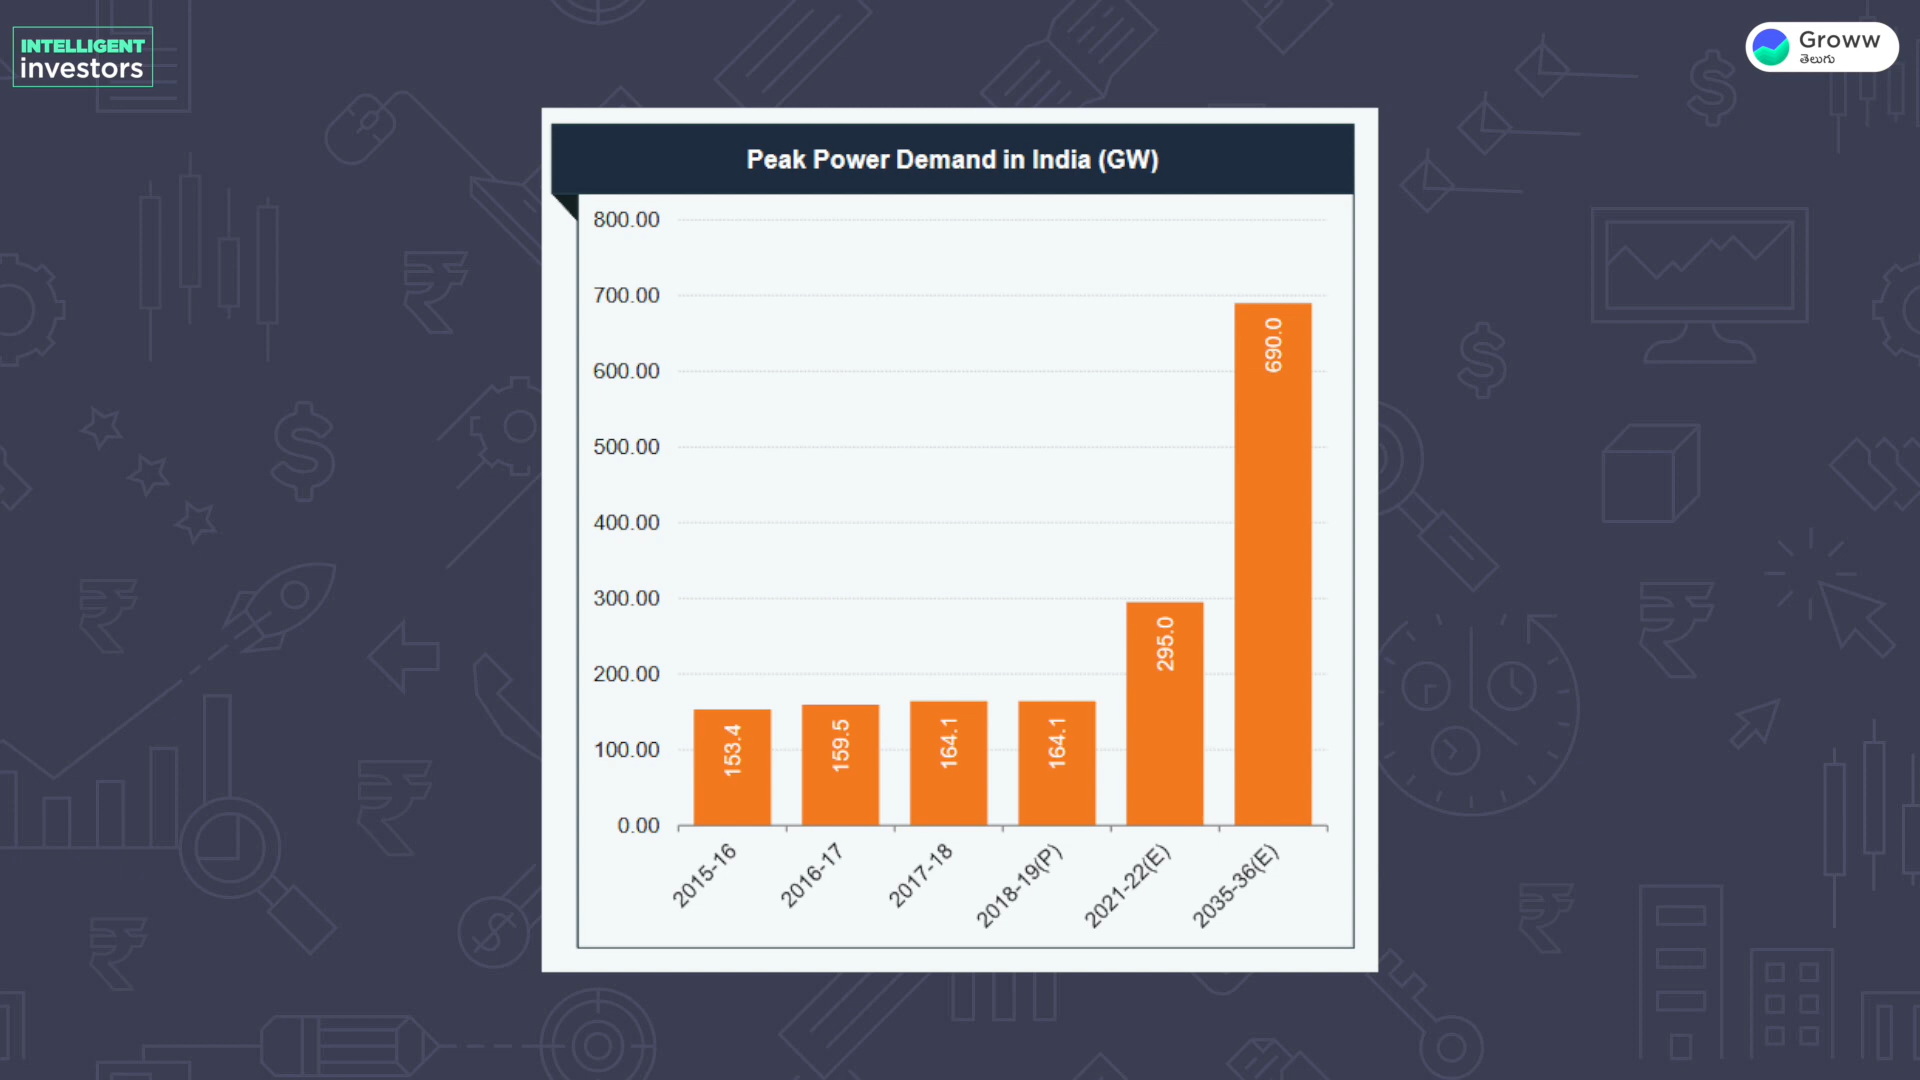 INTELLIGENT
investors
Groww
తెలుగు
Peak Power Demand in India (GW)
800.00
700.00
600.00
500.00
400.00
300.00
200.00
100.00
0.00
153.4
159.5
164.1
164.1
295.0
690.0
2015-16
2016-17
2017-18
2018-19(P)
2021-22(E)
2035-36(E)